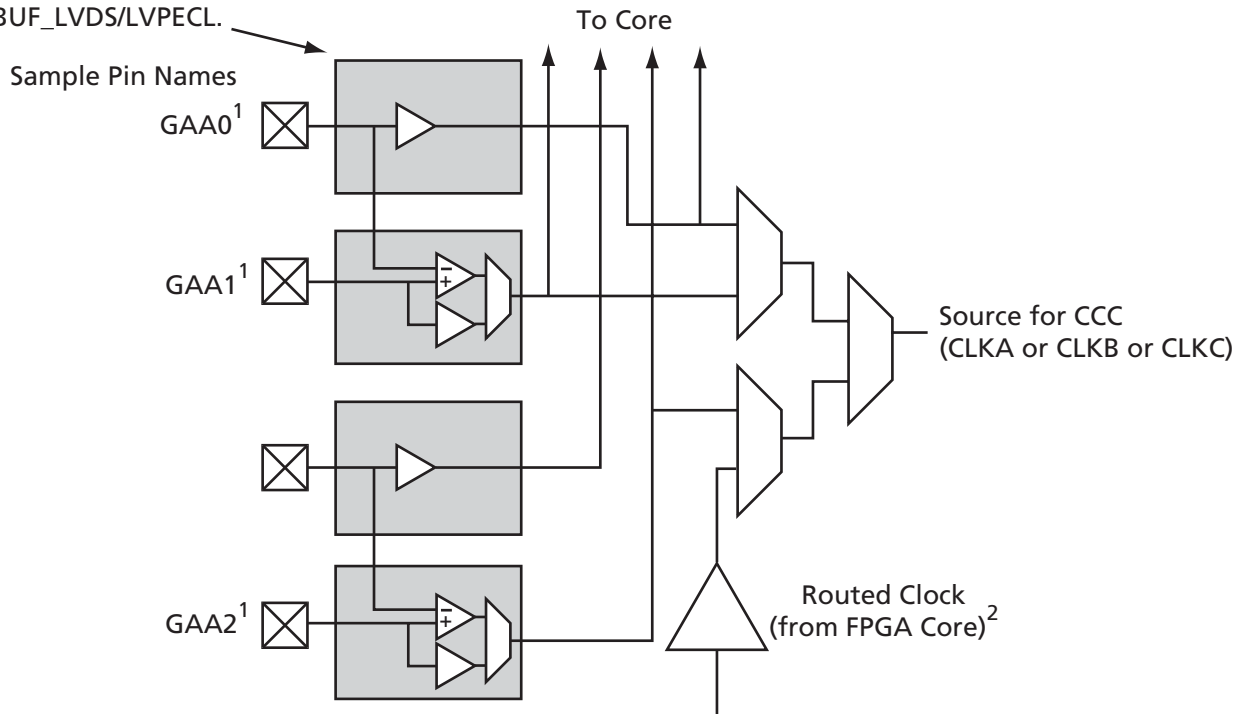 BUF_LVDS/LVPECL.
To Core
Sample Pin Names
GAA0¹
GAA1¹
Source for CCC
(CLKA or CLKB or CLKC)
GAA2¹
Routed Clock
(from FPGA Core)²